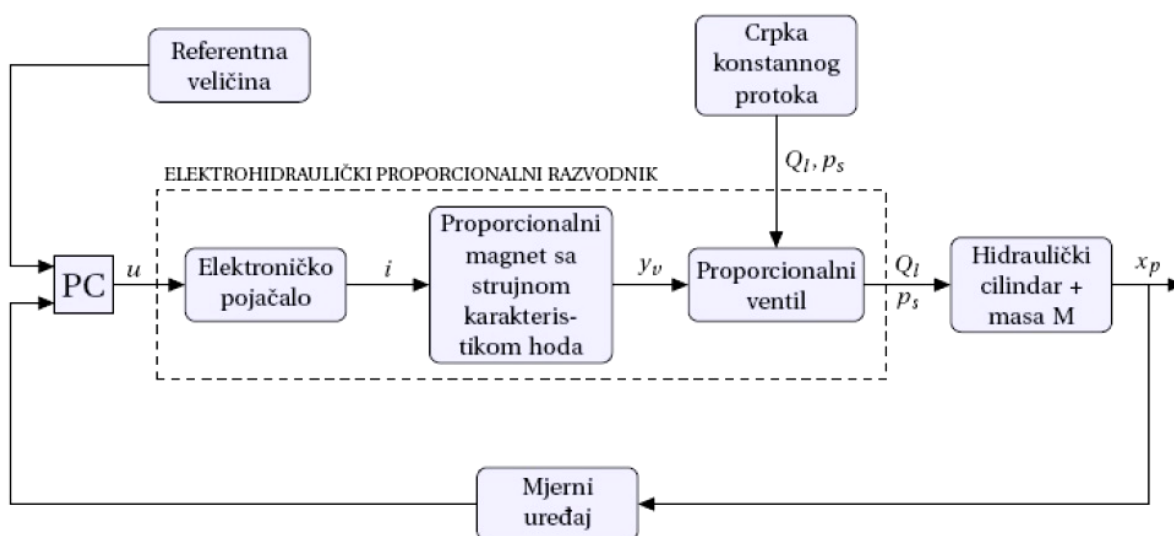 Referentna
veličina
Crpka
konstannog
protoka
Q_l, p_s
ELEKTROHIDRAULIČKI PROPORCIONALNI RAZVODNIK
PC
u
Elektroničko
pojačalo
i
Proporcionalni
magnet sa
strujnom
karakteris-
tikom hoda
y_v
Proporcionalni
ventil
Q_l
p_s
Hidraulički
cilindar +
masa M
x_p
Mjerni
uređaj